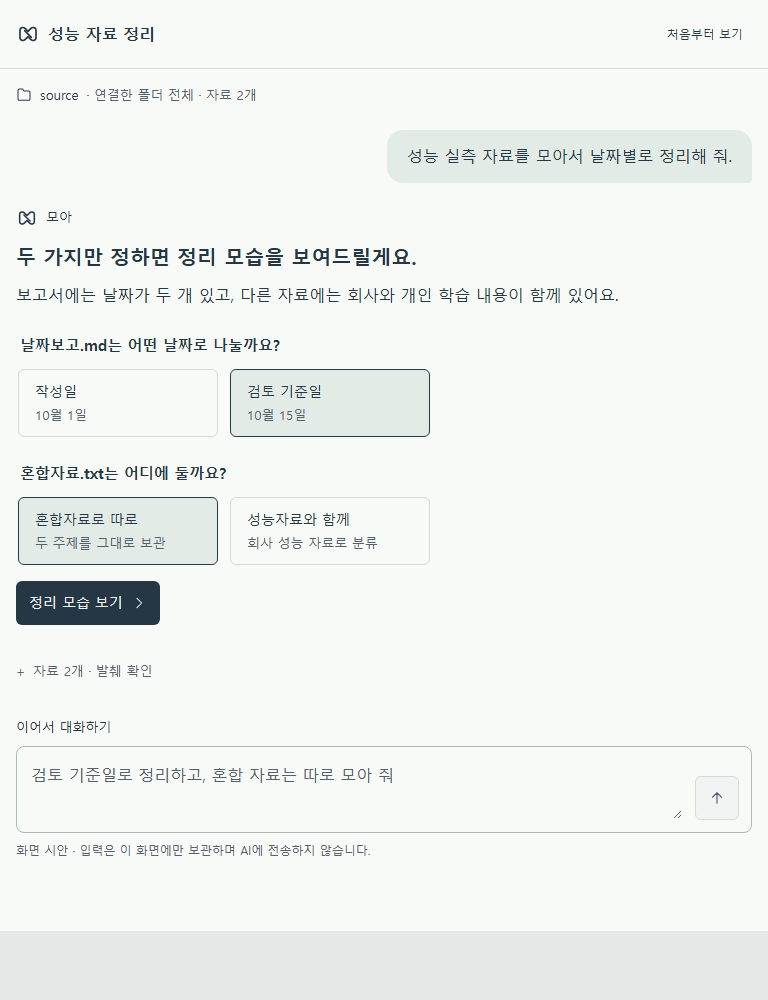 성능 자료 정리
처음부터 보기
source · 연결한 폴더 전체 · 자료 2개
성능 실측 자료를 모아서 날짜별로 정리해 줘.
모아
두 가지만 정하면 정리 모습을 보여드릴게요.
보고서에는 날짜가 두 개 있고, 다른 자료에는 회사와 개인 학습 내용이 함께 있어요.
날짜보고.md는 어떤 날짜로 나눌까요?
작성일
10월 1일
검토 기준일
10월 15일
혼합자료.txt는 어디에 둘까요?
혼합자료로 따로
두 주제를 그대로 보관
성능자료와 함께
회사 성능 자료로 분류
정리 모습 보기
+ 자료 2개 · 발췌 확인
이어서 대화하기
검토 기준일로 정리하고, 혼합 자료는 따로 모아 줘
화면 시안 · 입력은 이 화면에만 보관하며 AI에 전송하지 않습니다.